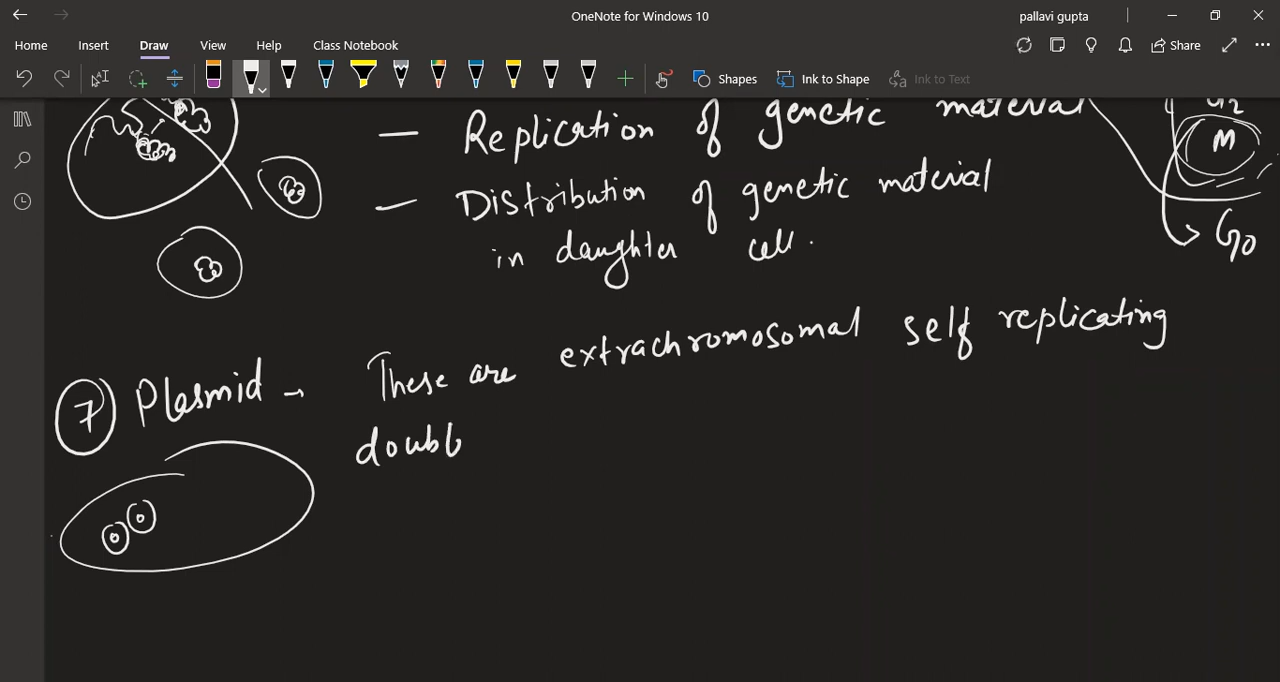 OneNote for Windows 10
pallavi gupta
Home Insert Draw View Help Class Notebook
Share
Shapes Ink to Shape Ink to Text
— Replication of genetic material
— Distribution of genetic material
in daughter cell.
G2
M
G0
7 Plasmid → These are extrachromosomal self replicating
doubl